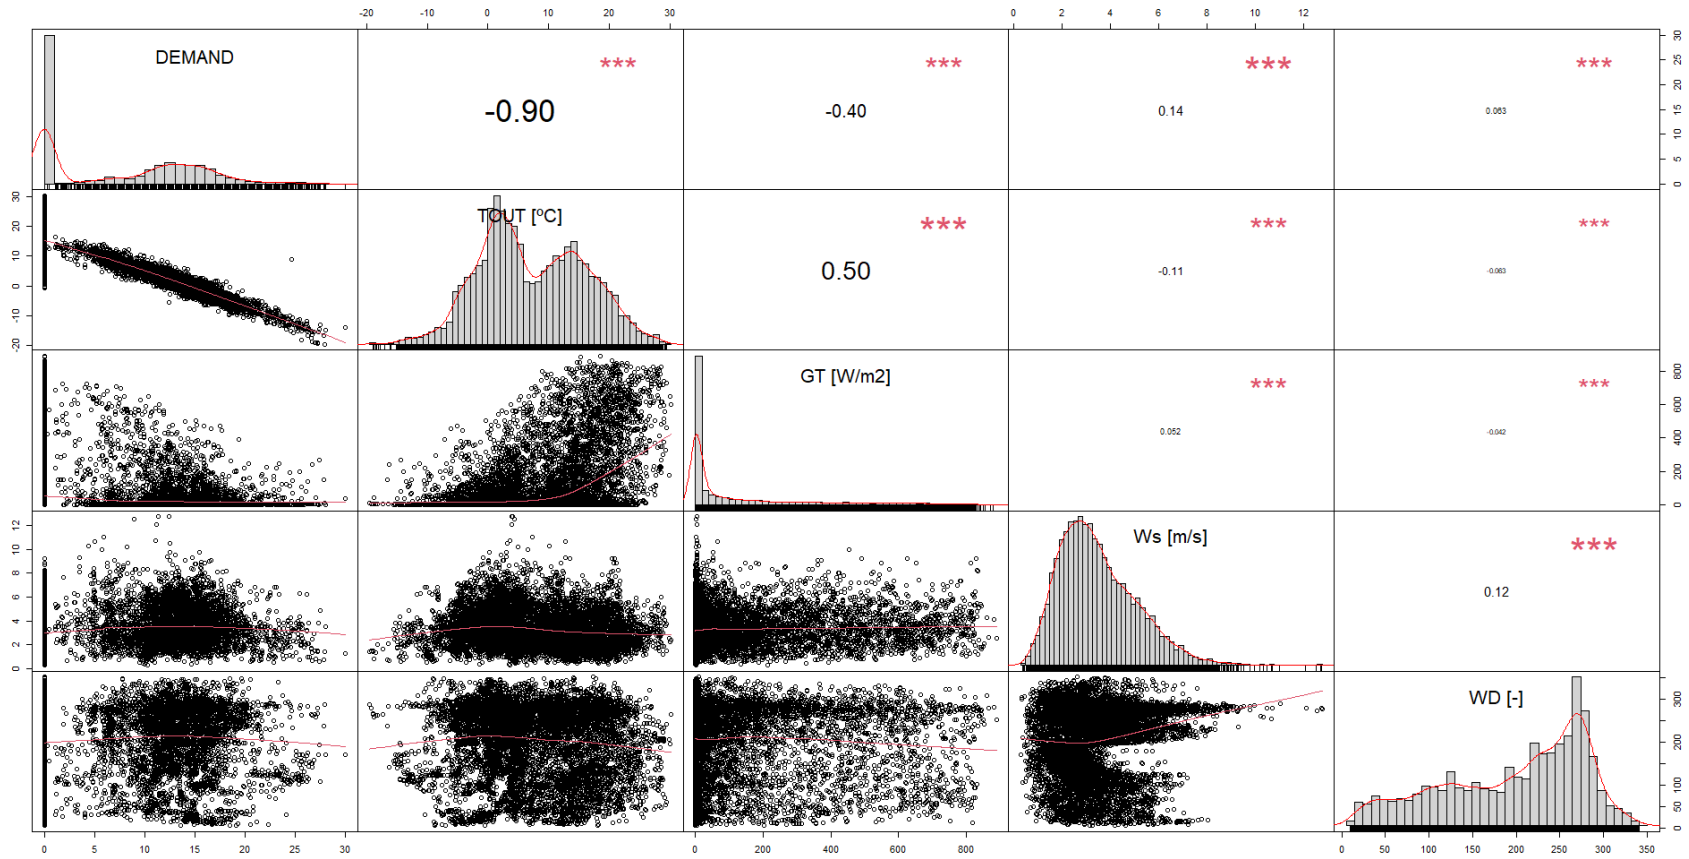 -20 -10 0 10 20 30 0 2 4 6 8 10 12
DEMAND *** *** *** ***
-0.90 -0.40 0.14 0.063
0 5 10 15 20 25 30
-20 -10 0 10 20 30
TOUT [ºC] *** *** ***
0.50 -0.11 -0.063
GT [W/m2] *** ***
0.052 -0.042
0 200 400 600 800
0 2 4 6 8 10 12
Ws [m/s] ***
0.12
WD [-]
0 50 100 200 300
0 5 10 15 20 25 30 0 200 400 600 800 0 50 100 150 200 250 300 350